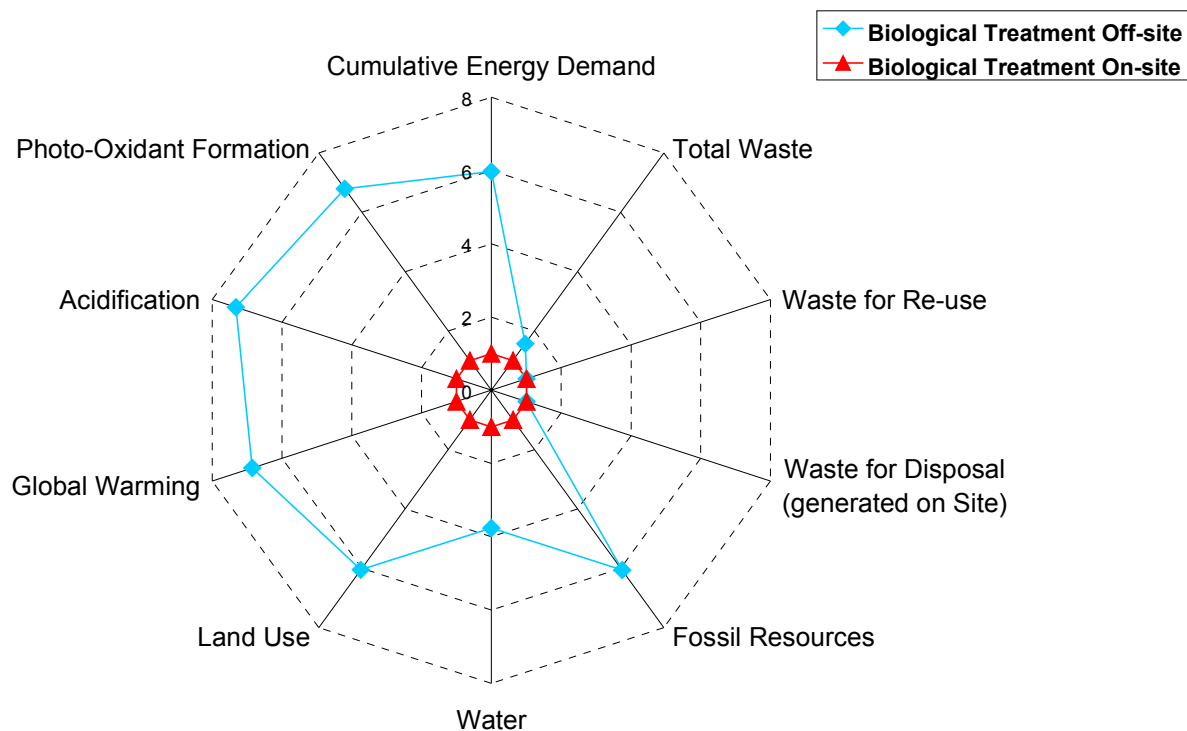 Biological Treatment Off-site
Biological Treatment On-site
Cumulative Energy Demand
8
Photo-Oxidant Formation
Total Waste
6
4
Acidification
Waste for Re-use
2
0
Global Warming
Waste for Disposal
(generated on Site)
Land Use
Fossil Resources
Water